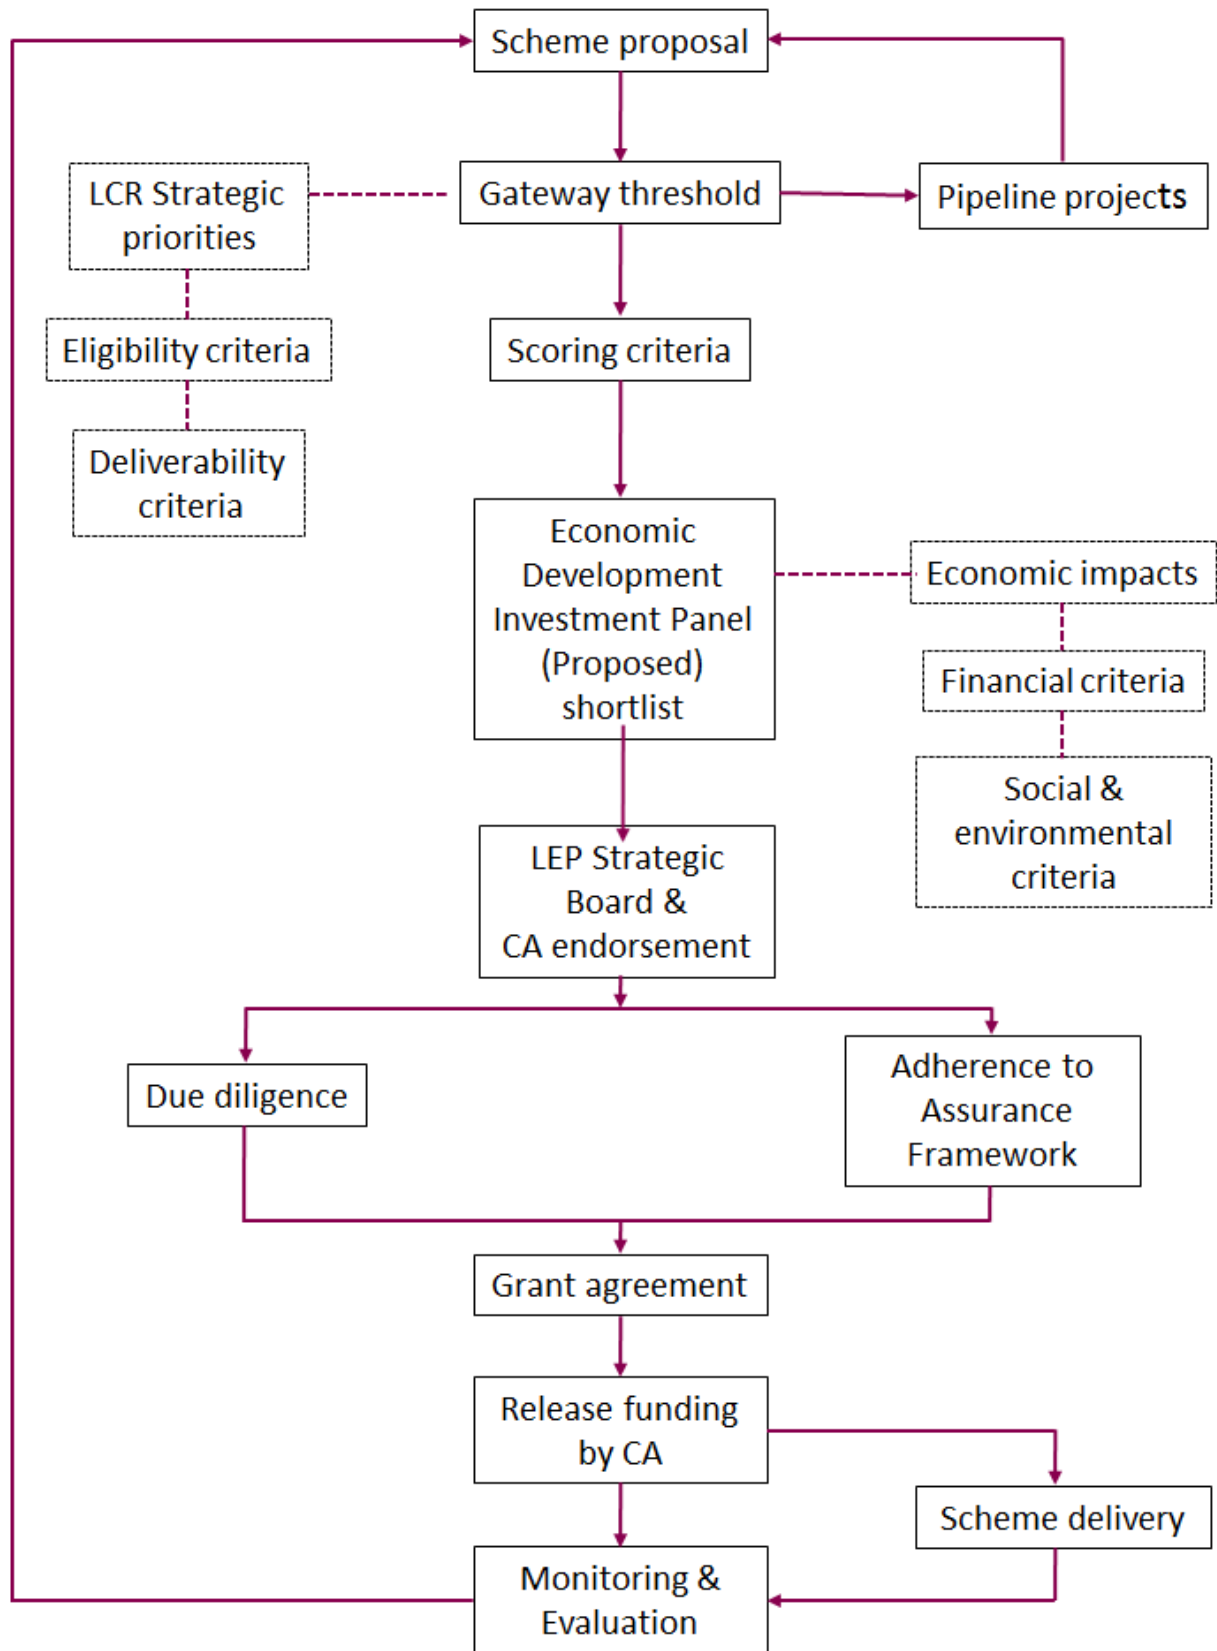 Scheme proposal
LCR Strategic
priorities
Gateway threshold
Pipeline projects
Eligibility criteria
Scoring criteria
Deliverability
criteria
Economic
Development
Investment Panel
(Proposed)
shortlist
Economic impacts
Financial criteria
Social &
environmental
criteria
LEP Strategic
Board &
CA endorsement
Due diligence
Adherence to
Assurance
Framework
Grant agreement
Release funding
by CA
Scheme delivery
Monitoring &
Evaluation